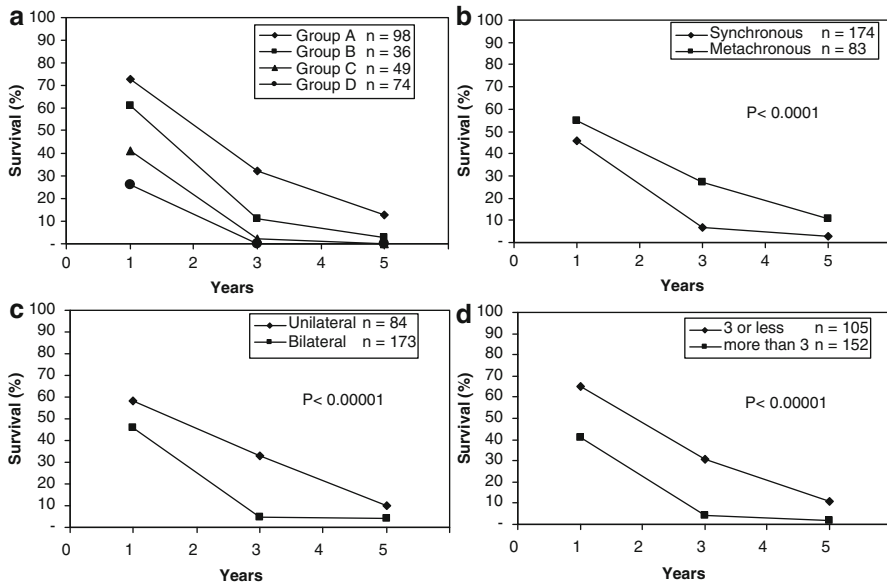 a
100
90
80
70
60
50
40
30
20
10
-
Survival (%)
Group A n = 98
Group B n = 36
Group C n = 49
Group D n = 74
0 1 2 3 4 5
Years
b
100
90
80
70
60
50
40
30
20
10
-
Survival (%)
Synchronous n = 174
Metachronous n = 83
P< 0.0001
0 1 2 3 4 5
Years
c
100
90
80
70
60
50
40
30
20
10
-
Survival (%)
Unilateral n = 84
Bilateral n = 173
P< 0.00001
0 1 2 3 4 5
Years
d
100
90
80
70
60
50
40
30
20
10
-
Survival (%)
3 or less n = 105
more than 3 n = 152
P< 0.00001
0 1 2 3 4 5
Years